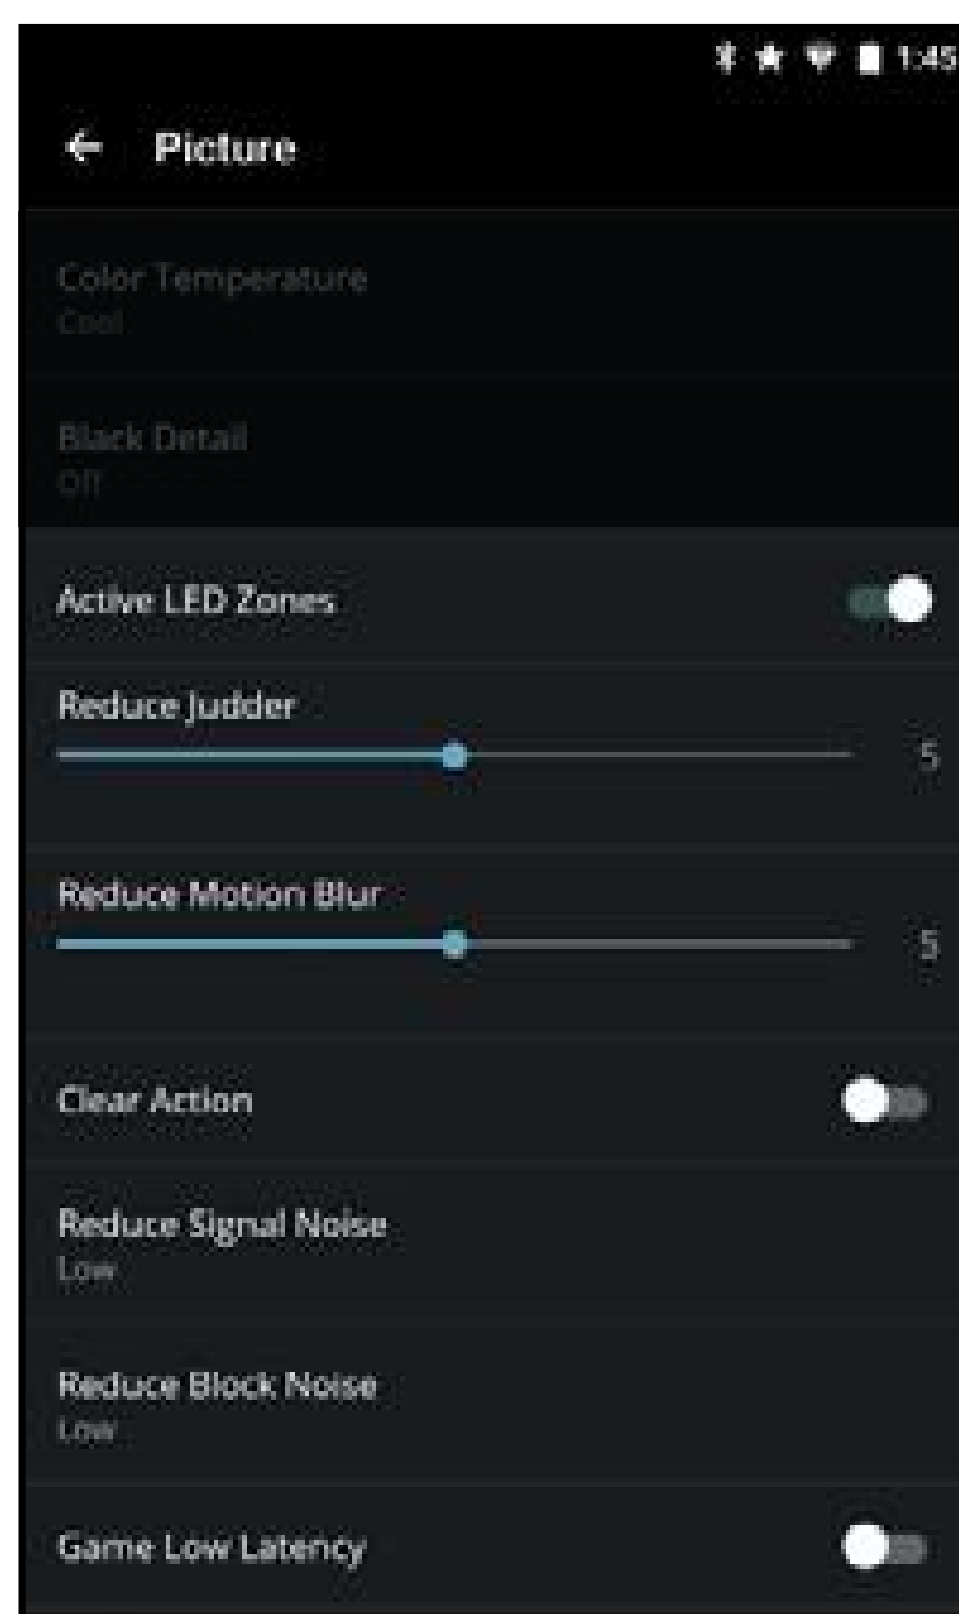 1:45
Picture
Color Temperature
Cool
Black Detail
Off
Active LED Zones
Reduce Judder
5
Reduce Motion Blur
5
Clear Action
Reduce Signal Noise
Low
Reduce Block Noise
Low
Game Low Latency